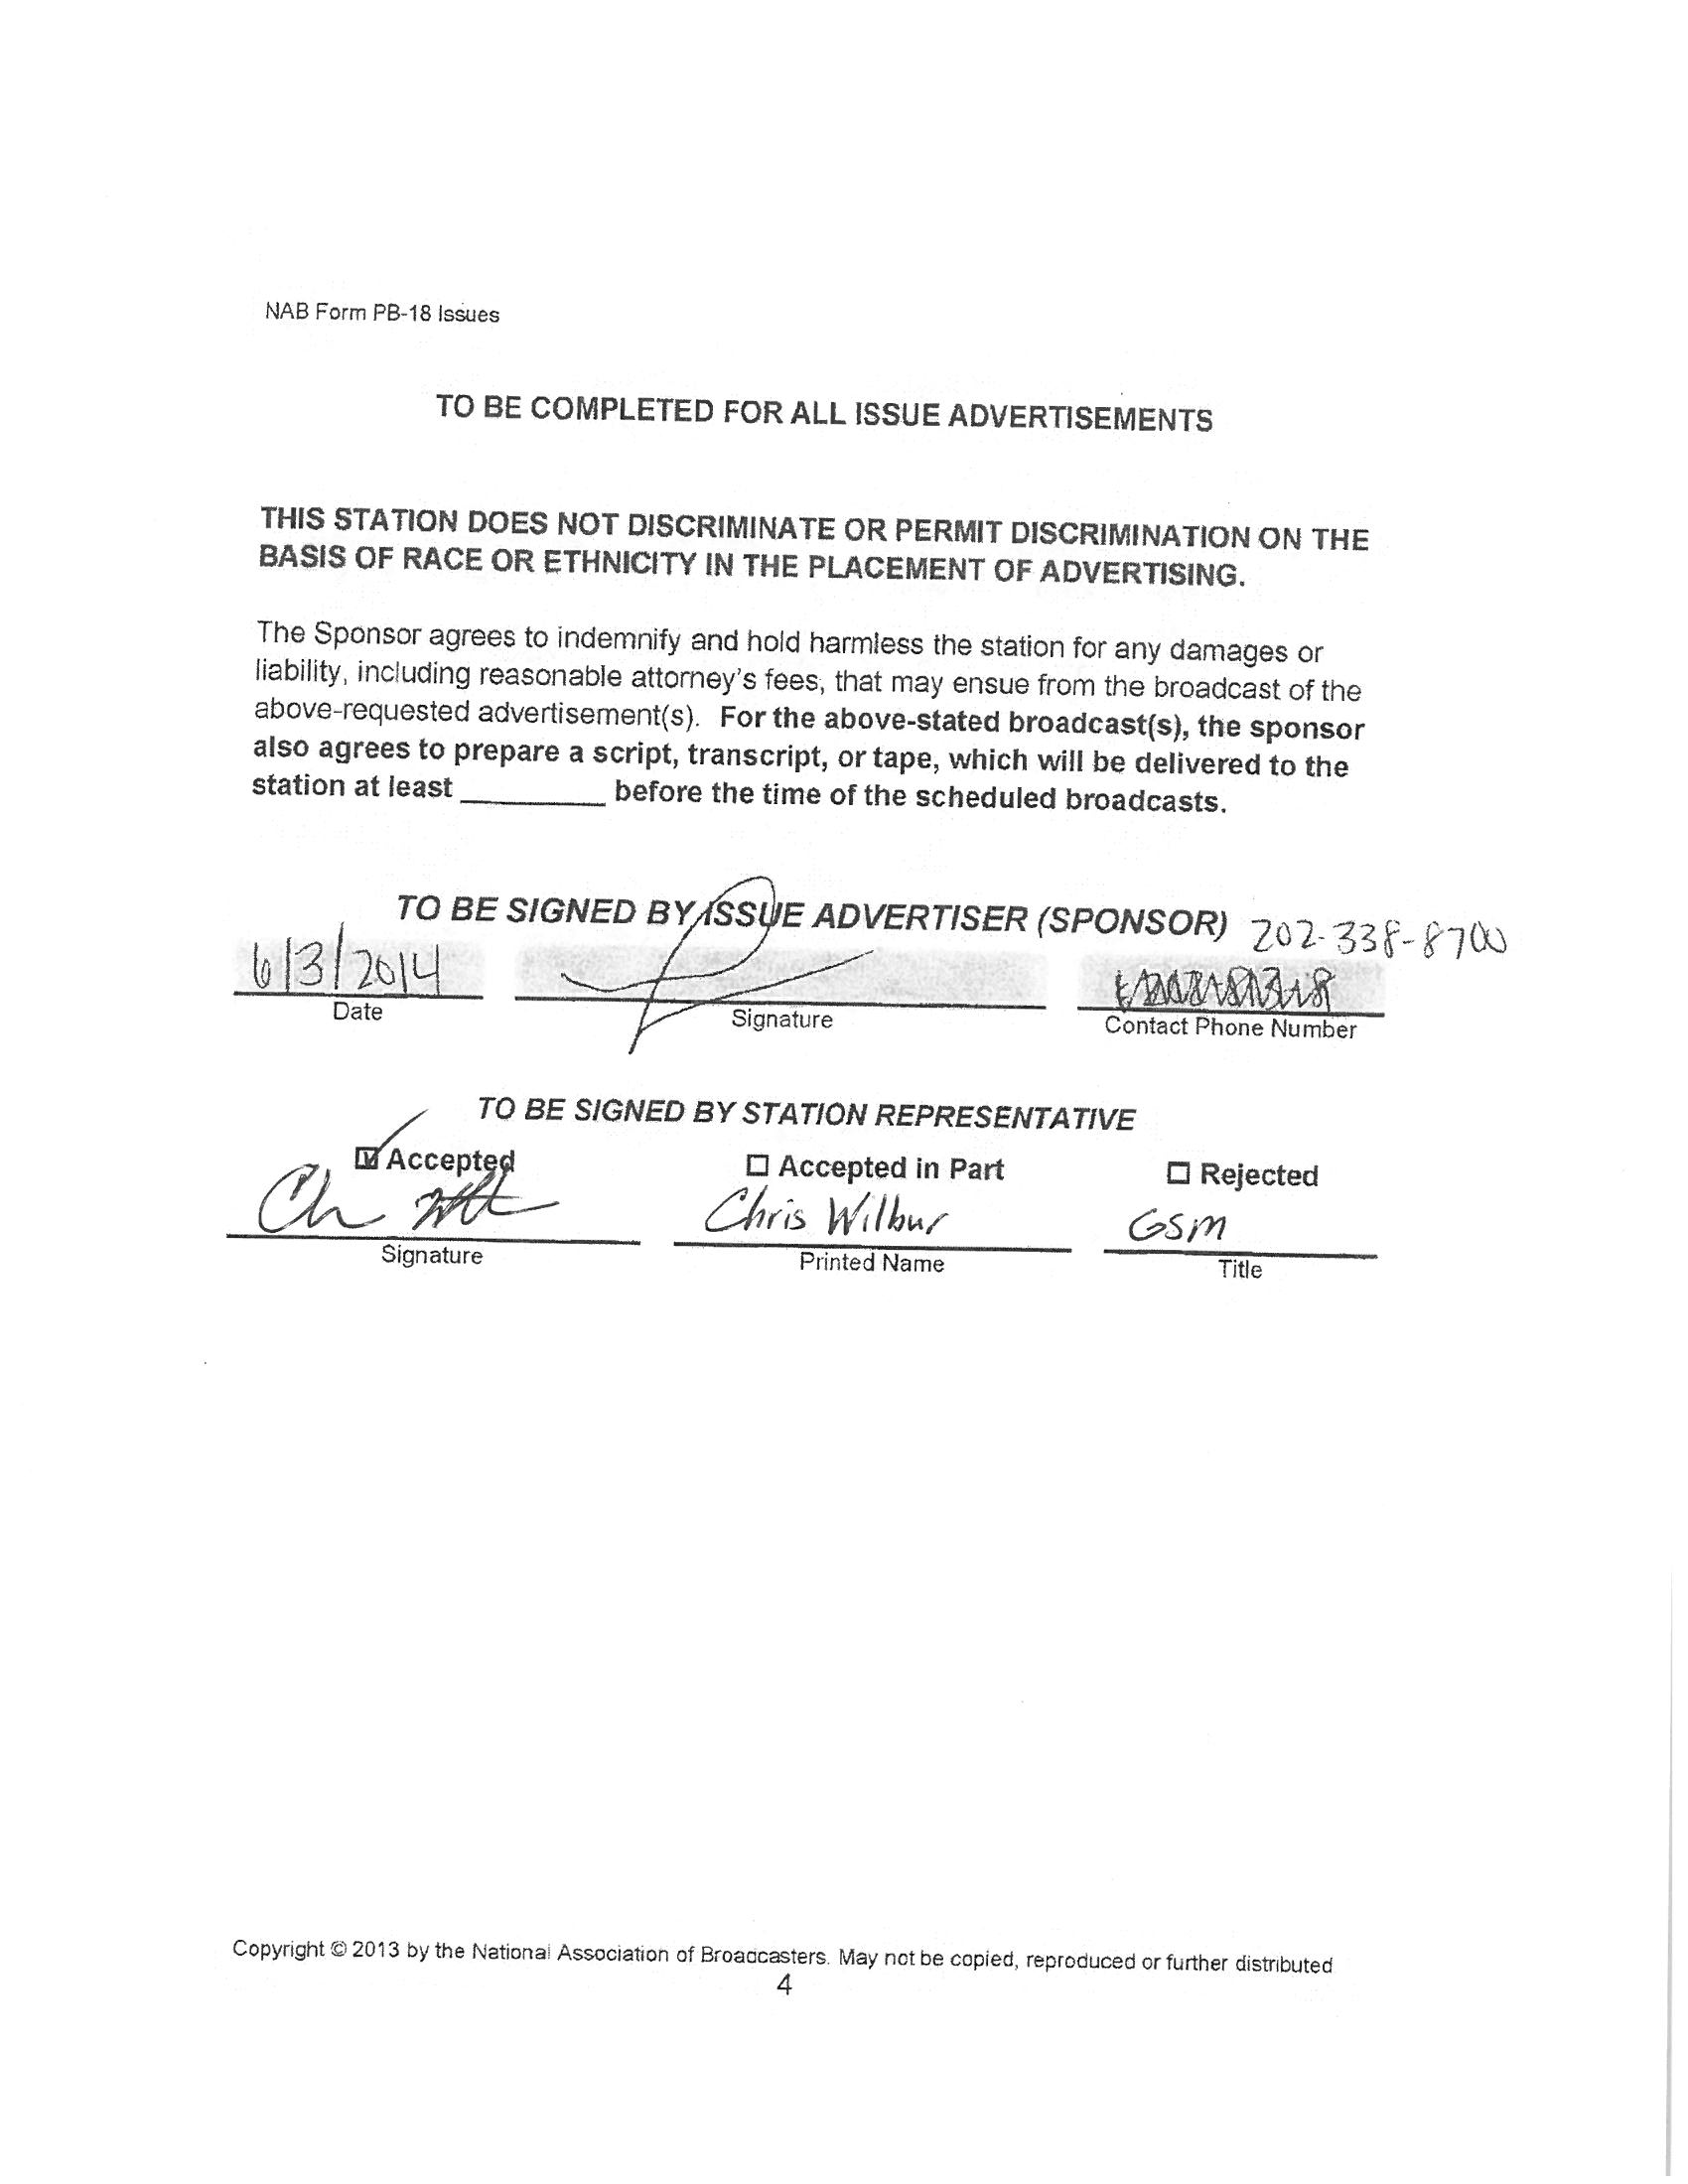 NAB Form PB-18 Issues
TO BE COMPLETED FOR ALL ISSUE ADVERTISEMENTS
THIS STATION DOES NOT DISCRIMINATE OR PERMIT DISCRIMINATION ON THE
BASIS OF RACE OR ETHNICITY IN THE PLACEMENT OF ADVERTISING.
The Sponsor agrees to indemnify and hold harmless the station for any damages or
liability, including reasonable attorney's fees, that may ensue from the broadcast of the
above-requested advertisement(s). For the above-stated broadcast(s), the sponsor
also agrees to prepare a script, transcript, or tape, which will be delivered to the
station at least ________ before the time of the scheduled broadcasts.
TO BE SIGNED BY ISSUE ADVERTISER (SPONSOR) 202-338-8700
6/3/2014
Date Signature Contact Phone Number
TO BE SIGNED BY STATION REPRESENTATIVE
☑ Accepted ☐ Accepted in Part ☐ Rejected
Chris Wilbur GSM
Signature Printed Name Title
Copyright © 2013 by the National Association of Broadcasters. May not be copied, reproduced or further distributed
4